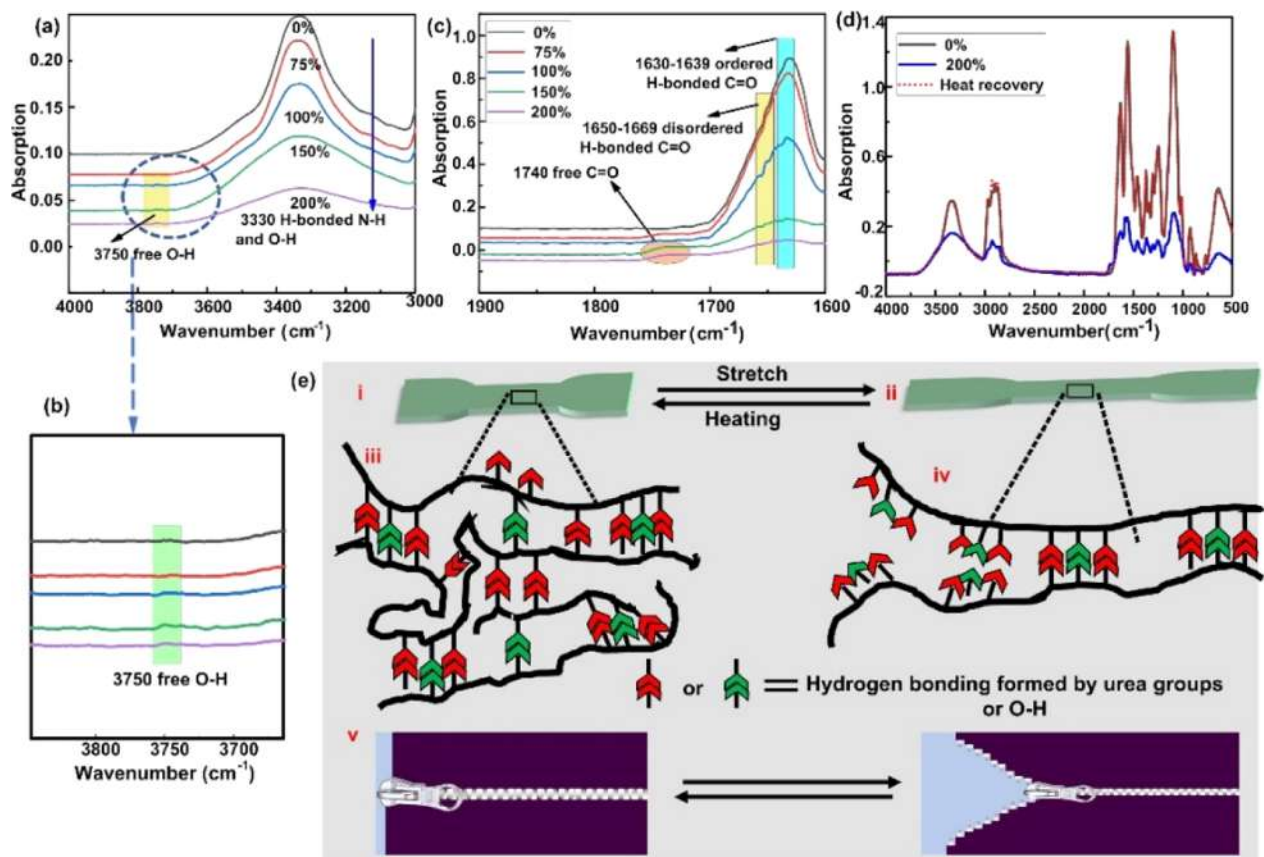 (a)
0%
75%
100%
150%
200%
3330 H-bonded N-H
and O-H
3750 free O-H
0.20
0.15
0.10
0.05
0.00
Absorption
4000 3800 3600 3400 3200 3000
Wavenumber (cm⁻¹)
(c)
0%
75%
100%
150%
200%
1630-1639 ordered
H-bonded C=O
1650-1669 disordered
H-bonded C=O
1740 free C=O
1.0
0.8
0.6
0.4
0.2
0.0
Absorption
1900 1800 1700 1600
Wavenumber (cm⁻¹)
(d)
0%
200%
Heat recovery
1.4
1.2
0.8
0.4
0.0
-0.2
Absorption
4000 3500 3000 2500 2000 1500 1000 500
Wavenumber( cm⁻¹)
(b)
3750 free O-H
3800 3750 3700
Wavenumber (cm⁻¹)
Absorption
(e)
i
Stretch
Heating
ii
iii
iv
or
Hydrogen bonding formed by urea groups
or O-H
v